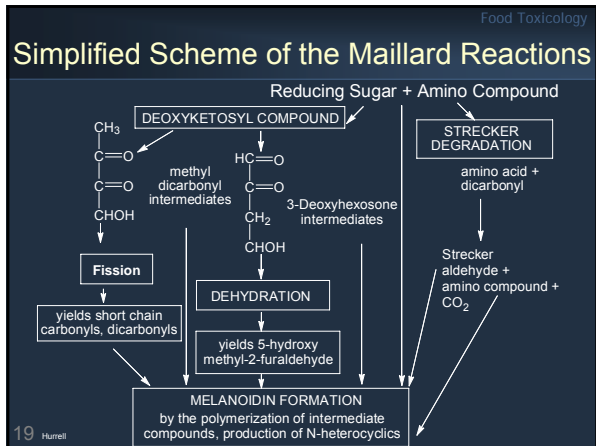 Food Toxicology
Simplified Scheme of the Maillard Reactions
Reducing Sugar + Amino Compound
DEOXYKETOSYL COMPOUND
STRECKER
DEGRADATION
CH3
C=O
C=O
CHOH
methyl
dicarbonyl
intermediates
HC=O
C=O
CH2
CHOH
3-Deoxyhexosone
intermediates
amino acid +
dicarbonyl
Fission
DEHYDRATION
Strecker
aldehyde +
amino compound +
CO2
yields short chain
carbonyls, dicarbonyls
yields 5-hydroxy
methyl-2-furaldehyde
MELANOIDIN FORMATION
by the polymerization of intermediate
compounds, production of N-heterocyclics
19 Hurrell